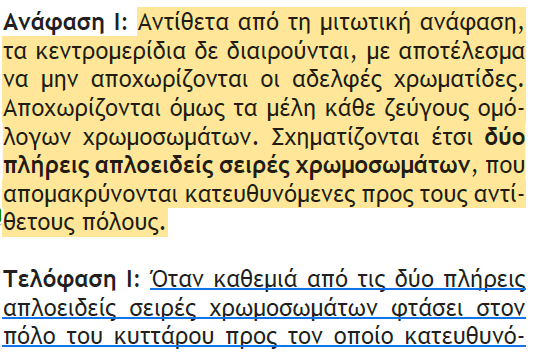 Ανάφαση Ι: Αντίθετα από τη μιτωτική ανάφαση,
τα κεντρομερίδια δε διαιρούνται, με αποτέλεσμα
να μην αποχωρίζονται οι αδελφές χρωματίδες.
Αποχωρίζονται όμως τα μέλη κάθε ζεύγους ομό-
λογων χρωμοσωμάτων. Σχηματίζονται έτσι δύο
πλήρεις απλοειδείς σειρές χρωμοσωμάτων, που
απομακρύνονται κατευθυνόμενες προς τους αντί-
θετους πόλους.
Τελόφαση Ι: Όταν καθεμιά από τις δύο πλήρεις
απλοειδείς σειρές χρωμοσωμάτων φτάσει στον
πόλο του κυττάρου προς τον οποίο κατευθυνό-